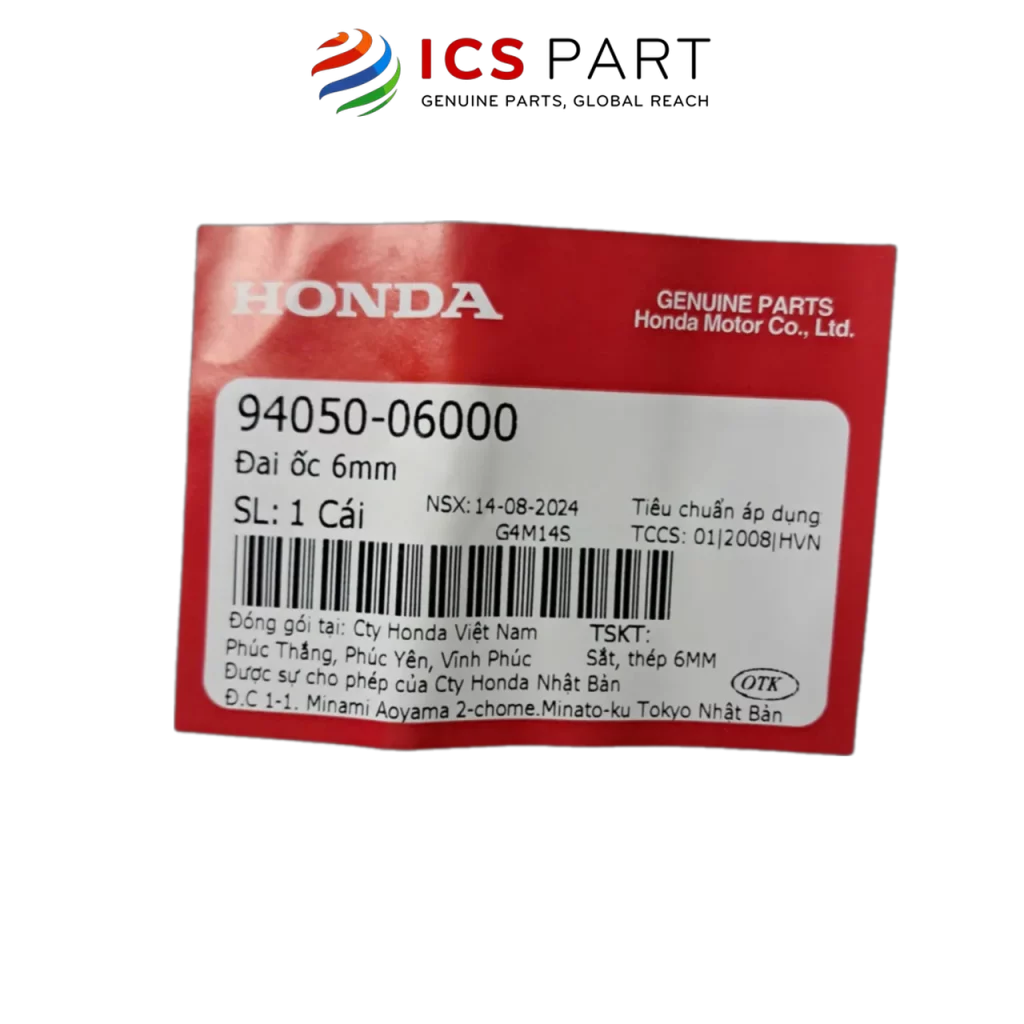 ICS PART
GENUINE PARTS, GLOBAL REACH
HONDA
GENUINE PARTS
Honda Motor Co., Ltd.
94050-06000
Đai ốc 6mm
SL: 1 Cái
NSX: 14-08-2024
G4M14S
Tiêu chuẩn áp dụng
TCCS: 01|2008|HVN
Đóng gói tại: Cty Honda Việt Nam
Phúc Thắng, Phúc Yên, Vĩnh Phúc
TSKT:
Sắt, thép 6MM
Được sự cho phép của Cty Honda Nhật Bản
Đ.C 1-1. Minami Aoyama 2-chome.Minato-ku Tokyo Nhật Bản
OTK